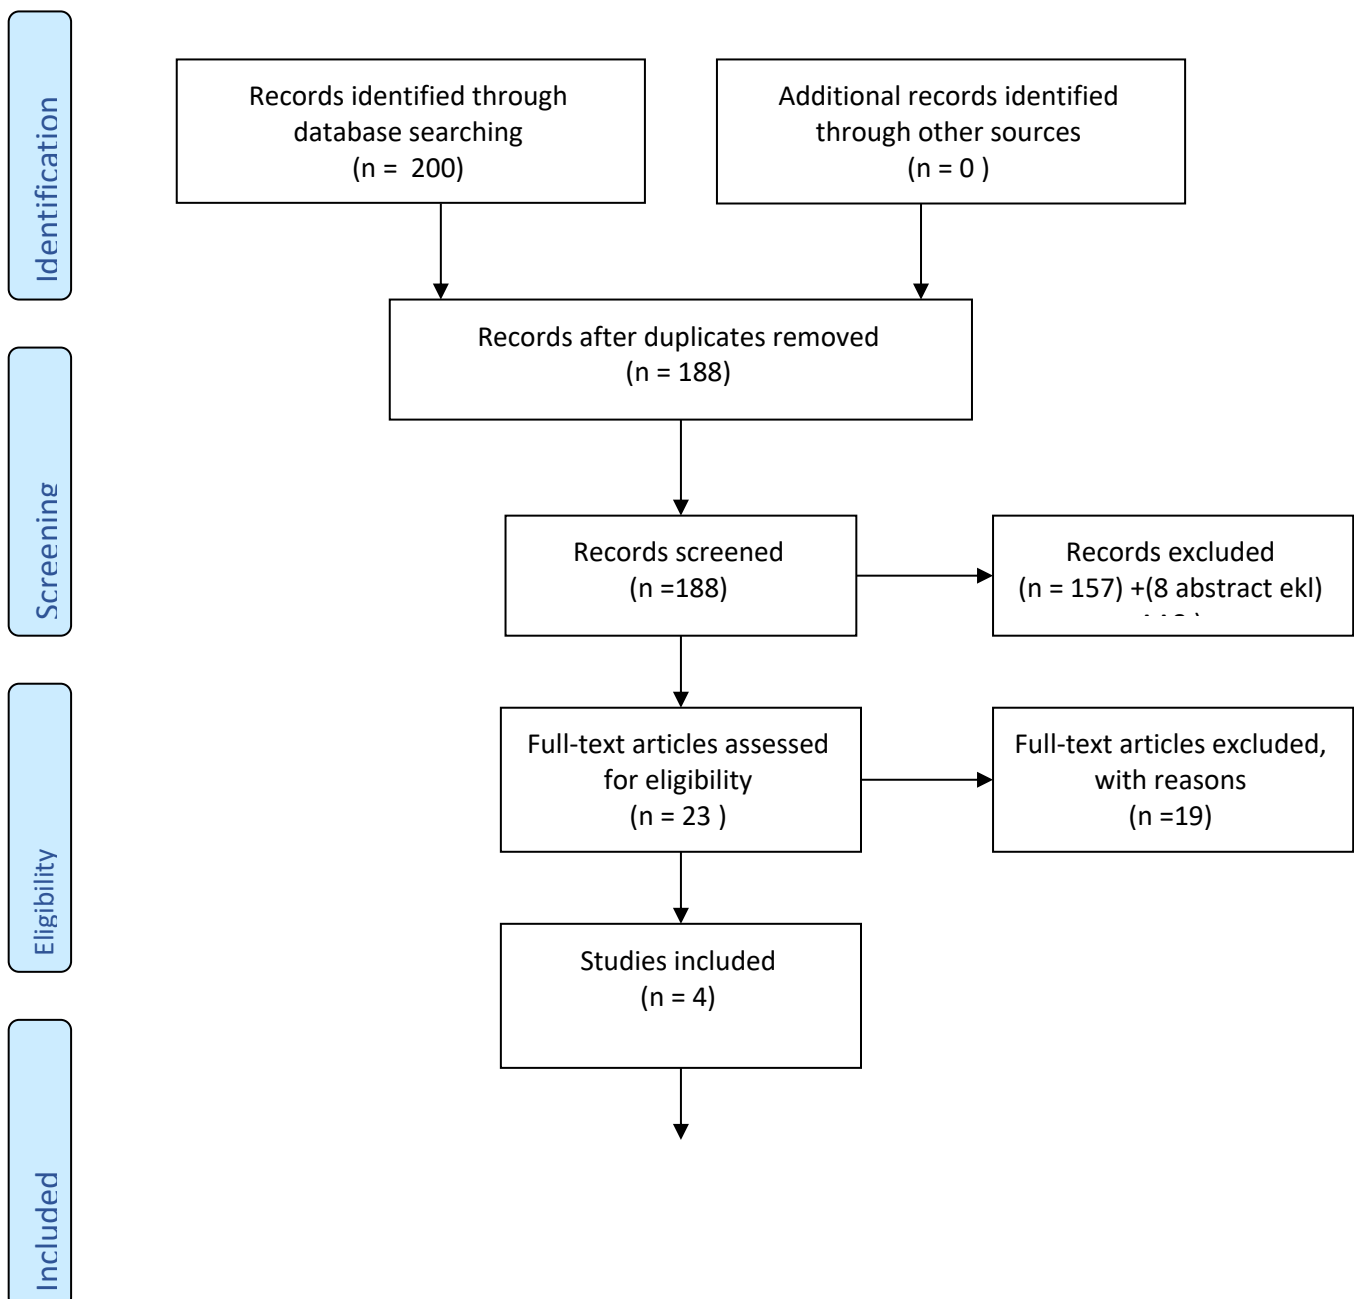 Identification
Records identified through
database searching
(n =  200)
Additional records identified
through other sources
(n = 0 )
Records after duplicates removed
(n = 188)
Screening
Records screened
(n =188)
Records excluded
(n = 157) +(8 abstract ekl)
Eligibility
Full-text articles assessed
for eligibility
(n = 23 )
Full-text articles excluded,
with reasons
(n =19)
Studies included
(n = 4)
Included